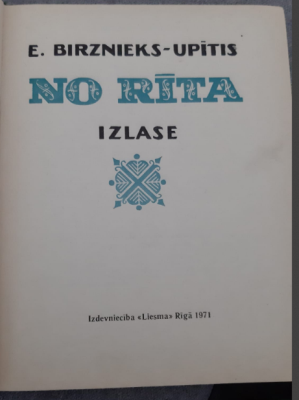 E. BIRZNIEKS-UPĪTIS
NO RĪTA
IZLASE
Izdevniecība «Liesma» Rīgā 1971